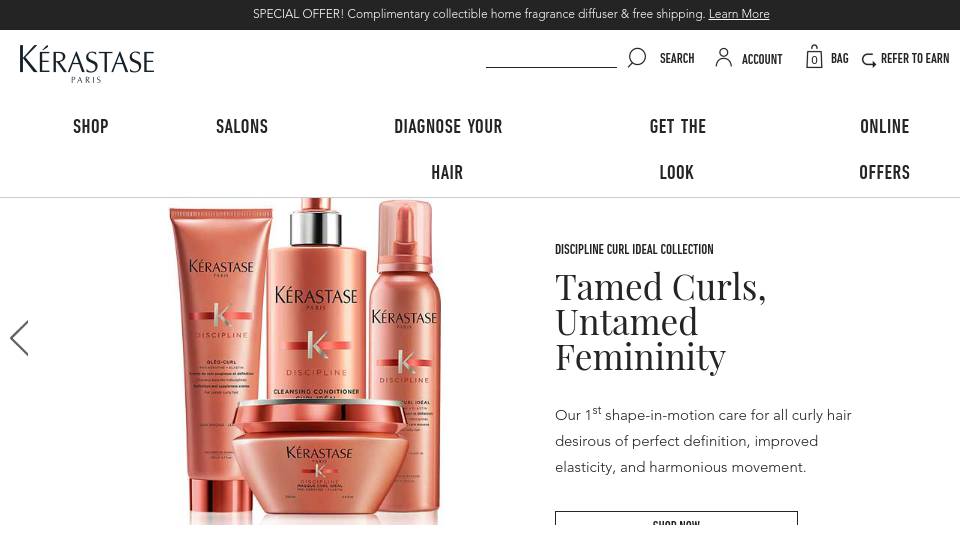 SPECIAL OFFER! Complimentary collectible home fragrance diffuser & free shipping. Learn More
KÉRASTASE
PARIS
SEARCH
ACCOUNT
0
BAG
REFER TO EARN
SHOP
SALONS
DIAGNOSE YOUR
HAIR
GET THE
LOOK
ONLINE
OFFERS
KÉRASTASE
PARIS
K
DISCIPLINE
OLÉO-CURL
KÉRASTASE
PARIS
K
DISCIPLINE
CLEANSING CONDITIONER
CURL IDÉAL
KÉRASTASE
PARIS
K
DISCIPLINE
CURL IDÉAL
KÉRASTASE
PARIS
K
DISCIPLINE
MASQUE CURL IDÉAL
DISCIPLINE CURL IDEAL COLLECTION
Tamed Curls,
Untamed
Femininity
Our 1st shape-in-motion care for all curly hair
desirous of perfect definition, improved
elasticity, and harmonious movement.
SHOP NOW